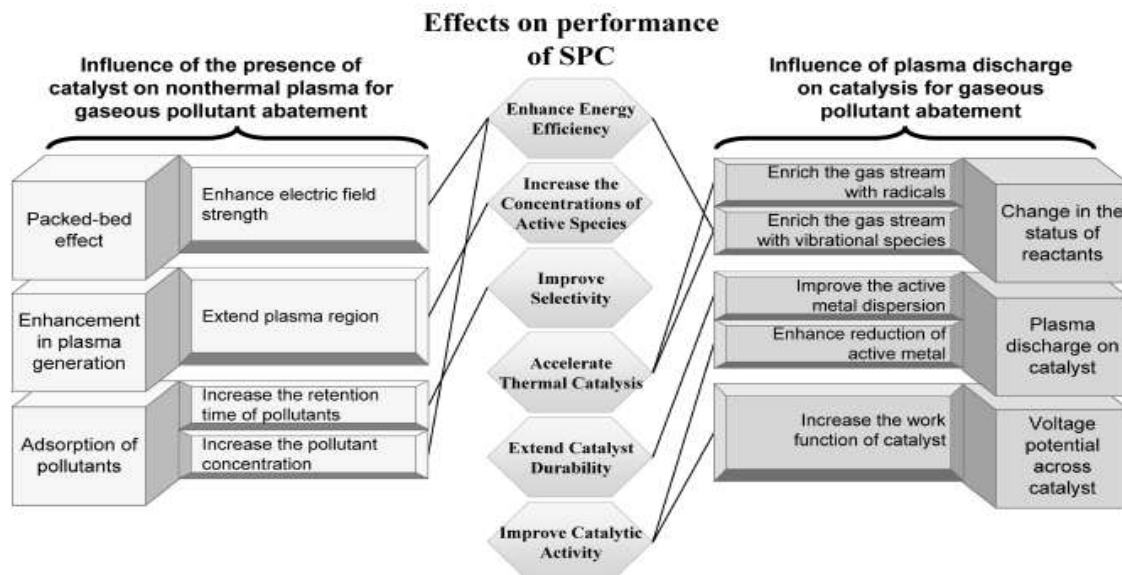 Effects on performance
of SPC
Influence of the presence of
catalyst on nonthermal plasma for
gaseous pollutant abatement
Packed-bed
effect
Enhance electric field
strength
Enhancement
in plasma
generation
Extend plasma region
Adsorption of
pollutants
Increase the retention
time of pollutants
Increase the pollutant
concentration
Enhance Energy
Efficiency
Increase the
Concentrations of
Active Species
Improve
Selectivity
Accelerate
Thermal Catalysis
Extend Catalyst
Durability
Improve Catalytic
Activity
Influence of plasma discharge
on catalysis for gaseous
pollutant abatement
Enrich the gas stream
with radicals
Enrich the gas stream
with vibrational species
Change in the
status of
reactants
Improve the active
metal dispersion
Enhance reduction of
active metal
Plasma
discharge on
catalyst
Increase the work
function of catalyst
Voltage
potential
across
catalyst